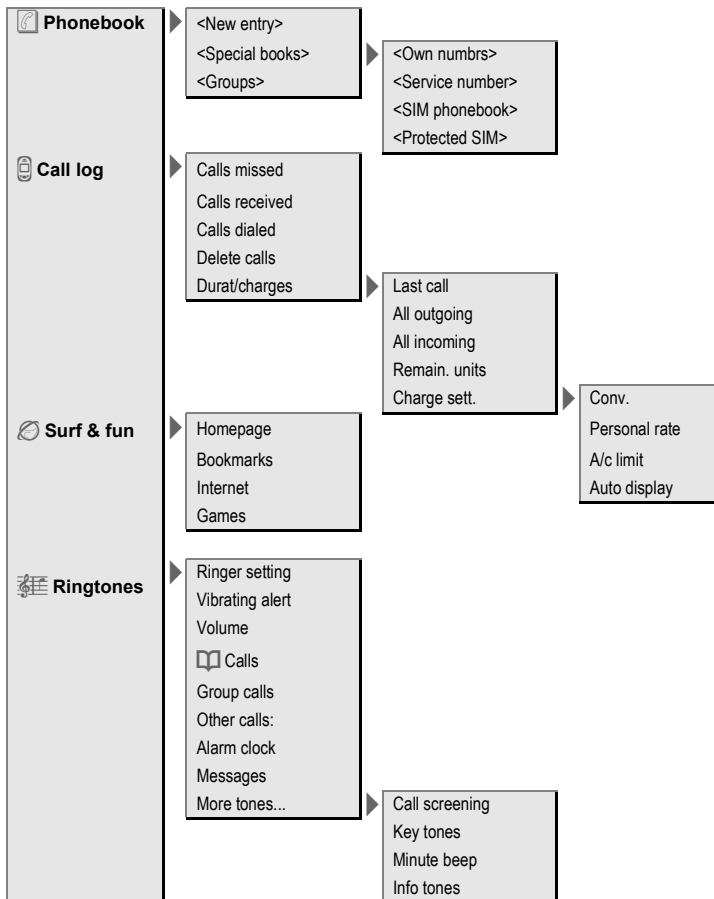 Phonebook
<New entry>
<Special books>
<Groups>
<Own numbrs>
<Service number>
<SIM phonebook>
<Protected SIM>
Call log
Calls missed
Calls received
Calls dialed
Delete calls
Durat/charges
Last call
All outgoing
All incoming
Remain. units
Charge sett.
Conv.
Personal rate
A/c limit
Auto display
Surf & fun
Homepage
Bookmarks
Internet
Games
Ringtones
Ringer setting
Vibrating alert
Volume
Calls
Group calls
Other calls:
Alarm clock
Messages
More tones...
Call screening
Key tones
Minute beep
Info tones